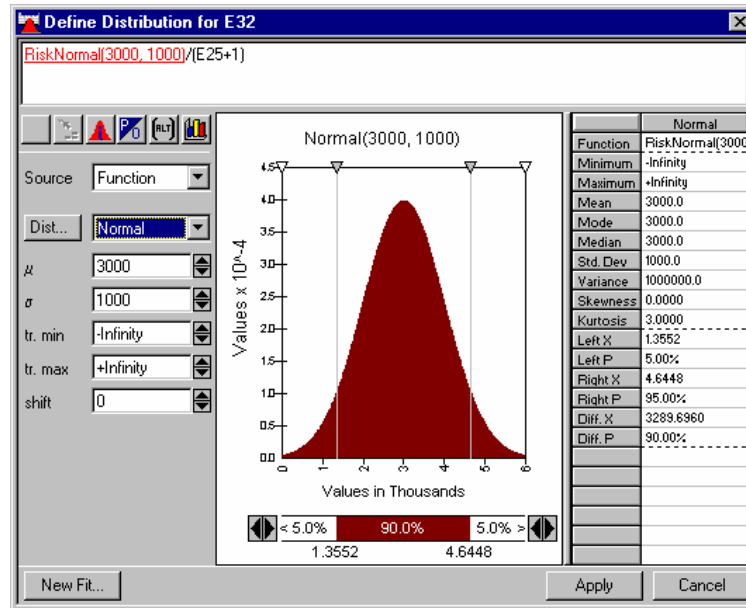 Define Distribution for E32
RiskNormal(3000, 1000)/(E25+1)
Source Function
Dist... Normal
μ 3000
σ 1000
tr. min -Infinity
tr. max +Infinity
shift 0
Normal(3000, 1000)
Values x 10^-4
4.5
4.0
3.5
3.0
2.5
2.0
1.5
1.0
0.5
0.0
0 1 2 3 4 5 6
Values in Thousands
< 5.0% 90.0% 5.0% >
1.3552 4.6448
Normal
Function RiskNormal(3000
Minimum -Infinity
Maximum +Infinity
Mean 3000.0
Mode 3000.0
Median 3000.0
Std. Dev 1000.0
Variance 1000000.0
Skewness 0.0000
Kurtosis 3.0000
Left X 1.3552
Left P 5.00%
Right X 4.6448
Right P 95.00%
Diff. X 3289.6960
Diff. P 90.00%
New Fit... Apply Cancel